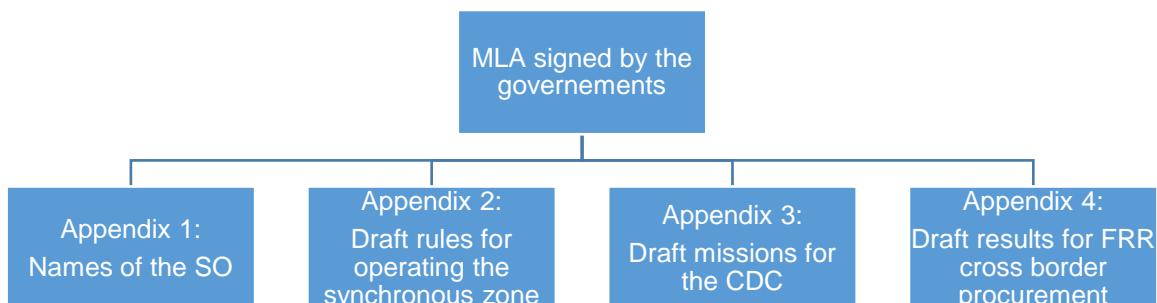 MLA signed by the
governements
Appendix 1:
Names of the SO
Appendix 2:
Draft rules for
operating the
synchronous zone
Appendix 3:
Draft missions for
the CDC
Appendix 4:
Draft results for FRR
cross border
procurement